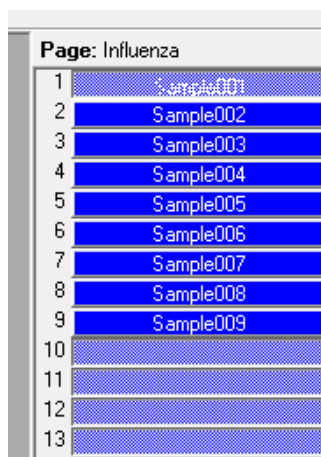 Page: Influenza
1 Sample001
2 Sample002
3 Sample003
4 Sample004
5 Sample005
6 Sample006
7 Sample007
8 Sample008
9 Sample009
10
11
12
13